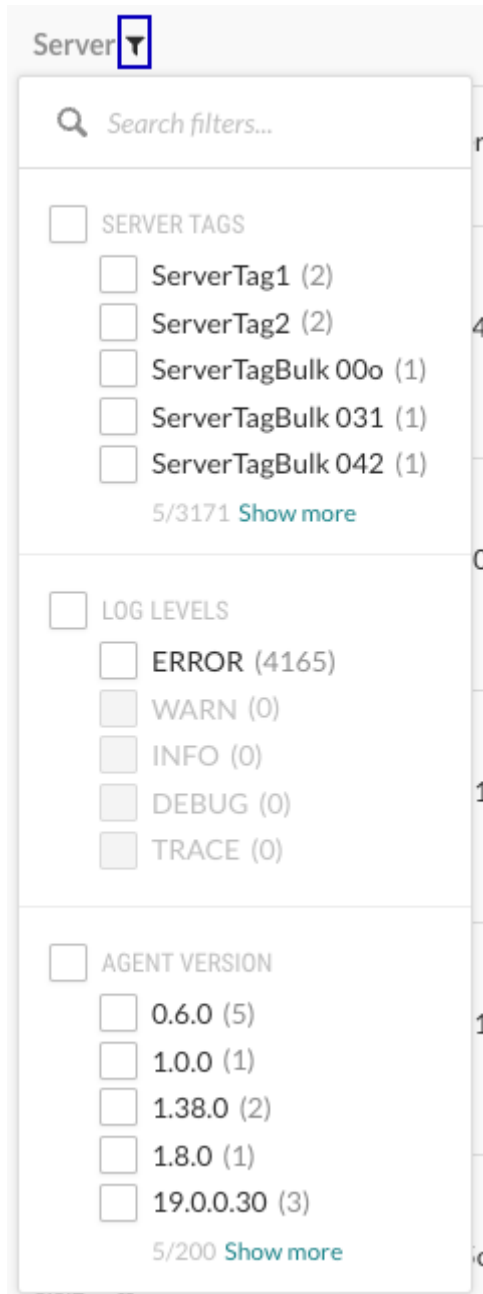 Server
Search filters...
SERVER TAGS
ServerTag1 (2)
ServerTag2 (2)
ServerTagBulk 00o (1)
ServerTagBulk 031 (1)
ServerTagBulk 042 (1)
5/3171 Show more
LOG LEVELS
ERROR (4165)
WARN (0)
INFO (0)
DEBUG (0)
TRACE (0)
AGENT VERSION
0.6.0 (5)
1.0.0 (1)
1.38.0 (2)
1.8.0 (1)
19.0.0.30 (3)
5/200 Show more